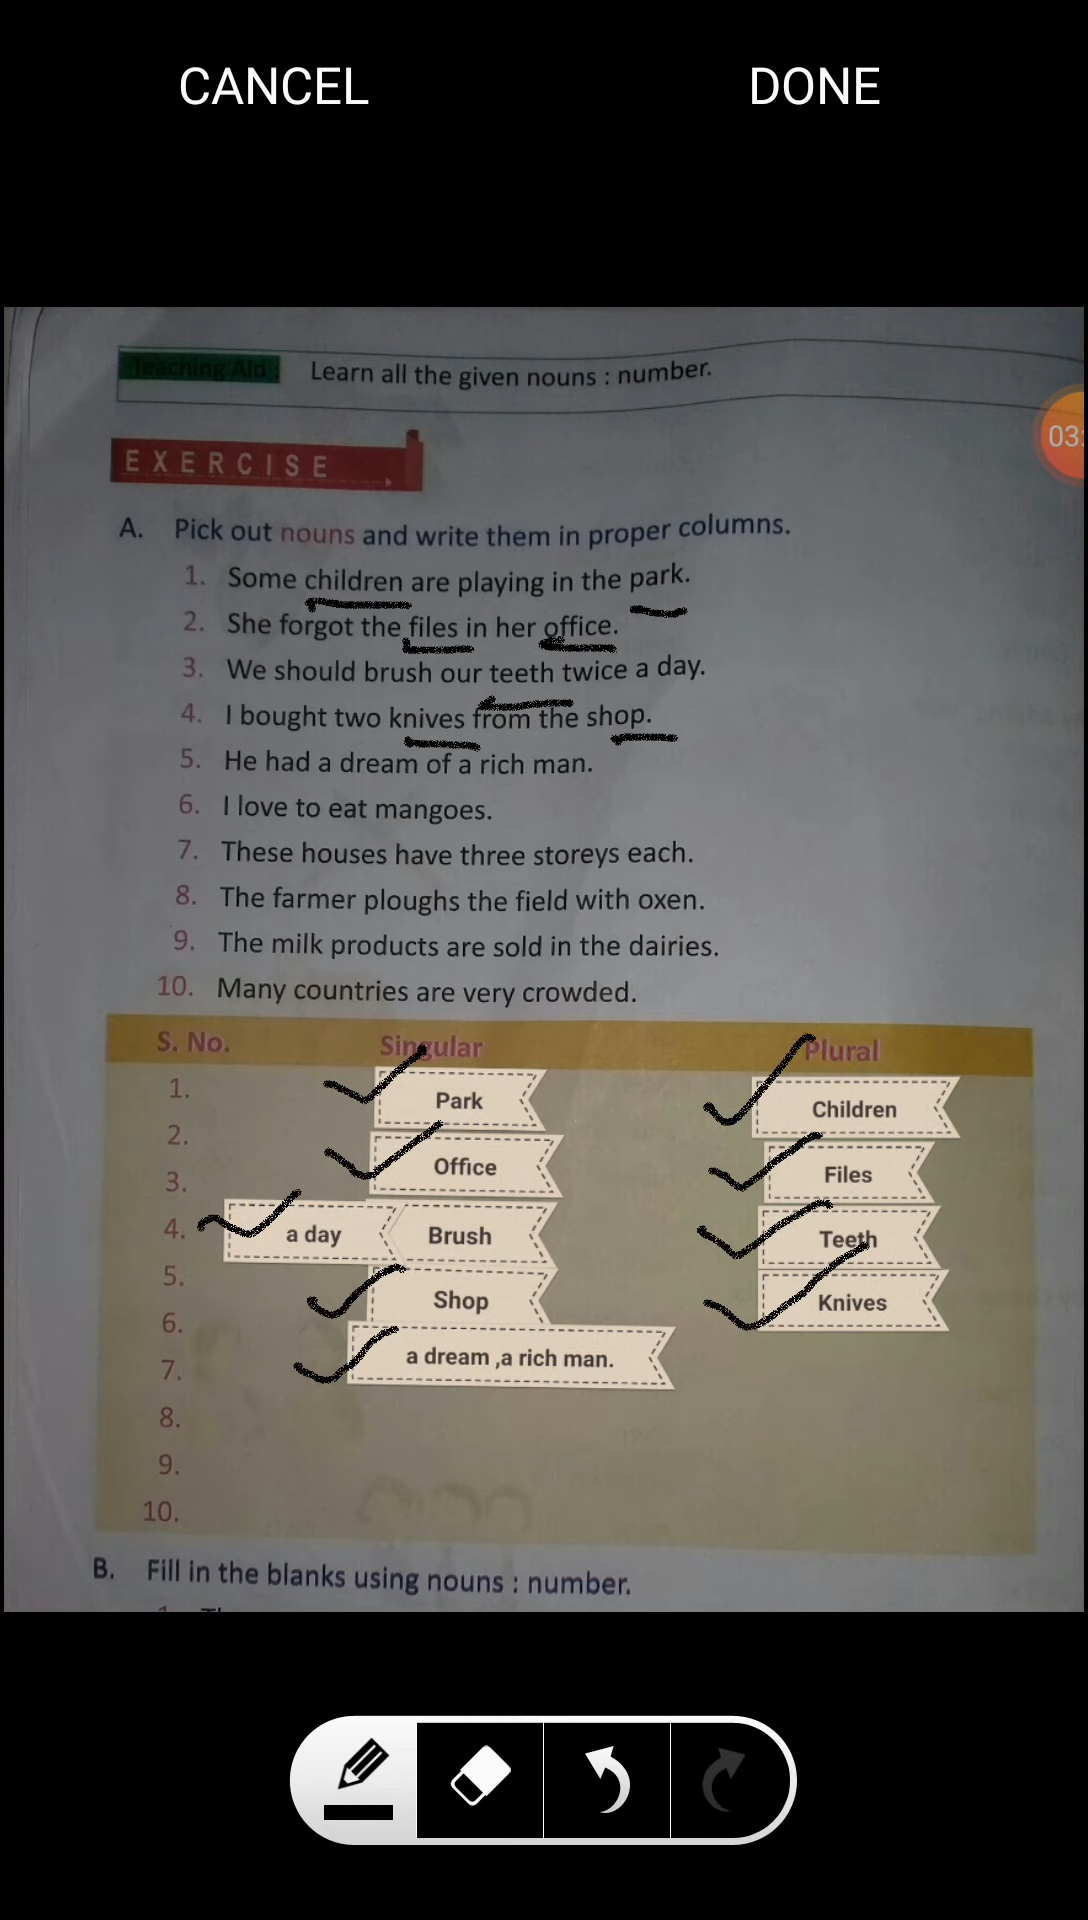 CANCEL DONE
Teaching Aid : Learn all the given nouns : number.
03:
EXERCISE
A. Pick out nouns and write them in proper columns.
1. Some children are playing in the park.
2. She forgot the files in her office.
3. We should brush our teeth twice a day.
4. I bought two knives from the shop.
5. He had a dream of a rich man.
6. I love to eat mangoes.
7. These houses have three storeys each.
8. The farmer ploughs the field with oxen.
9. The milk products are sold in the dairies.
10. Many countries are very crowded.
S. No. Singular Plural
1. Park Children
2. Office Files
3.
4. a day Brush Teeth
5. Shop Knives
6.
7. a dream ,a rich man.
8.
9.
10.
B. Fill in the blanks using nouns : number.